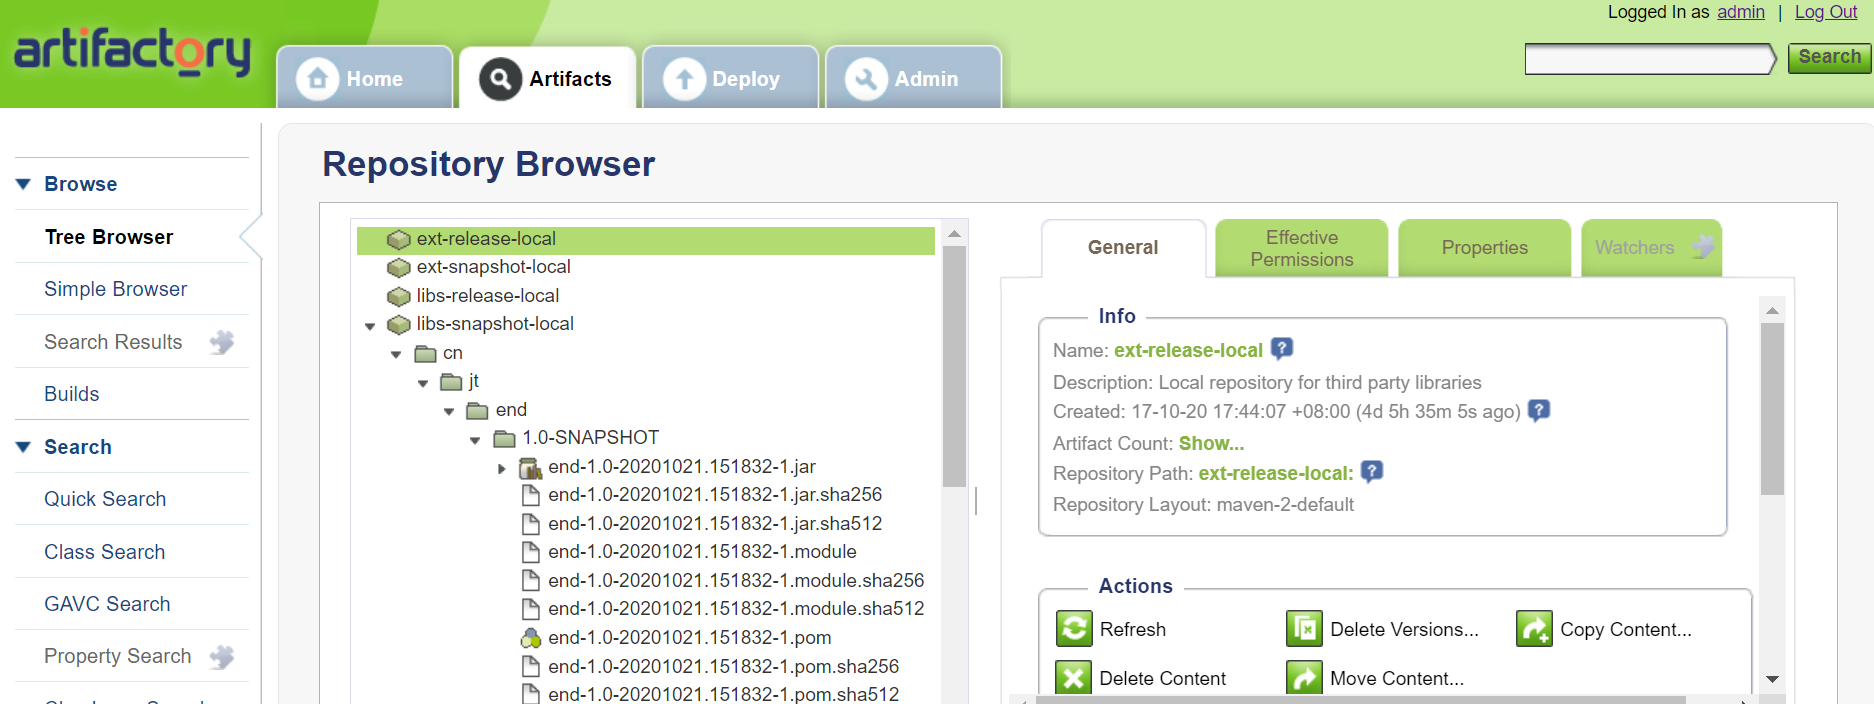 Logged In as admin | Log Out
artifactory
Home
Artifacts
Deploy
Admin
Search
Browse
Tree Browser
Simple Browser
Search Results
Builds
Search
Quick Search
Class Search
GAVC Search
Property Search
Repository Browser
ext-release-local
ext-snapshot-local
libs-release-local
libs-snapshot-local
cn
jt
end
1.0-SNAPSHOT
end-1.0-20201021.151832-1.jar
end-1.0-20201021.151832-1.jar.sha256
end-1.0-20201021.151832-1.jar.sha512
end-1.0-20201021.151832-1.module
end-1.0-20201021.151832-1.module.sha256
end-1.0-20201021.151832-1.module.sha512
end-1.0-20201021.151832-1.pom
end-1.0-20201021.151832-1.pom.sha256
end-1.0-20201021.151832-1.pom.sha512
General
Effective
Permissions
Properties
Watchers
Info
Name: ext-release-local
Description: Local repository for third party libraries
Created: 17-10-20 17:44:07 +08:00 (4d 5h 35m 5s ago)
Artifact Count: Show...
Repository Path: ext-release-local:
Repository Layout: maven-2-default
Actions
Refresh
Delete Versions...
Copy Content...
Delete Content
Move Content...